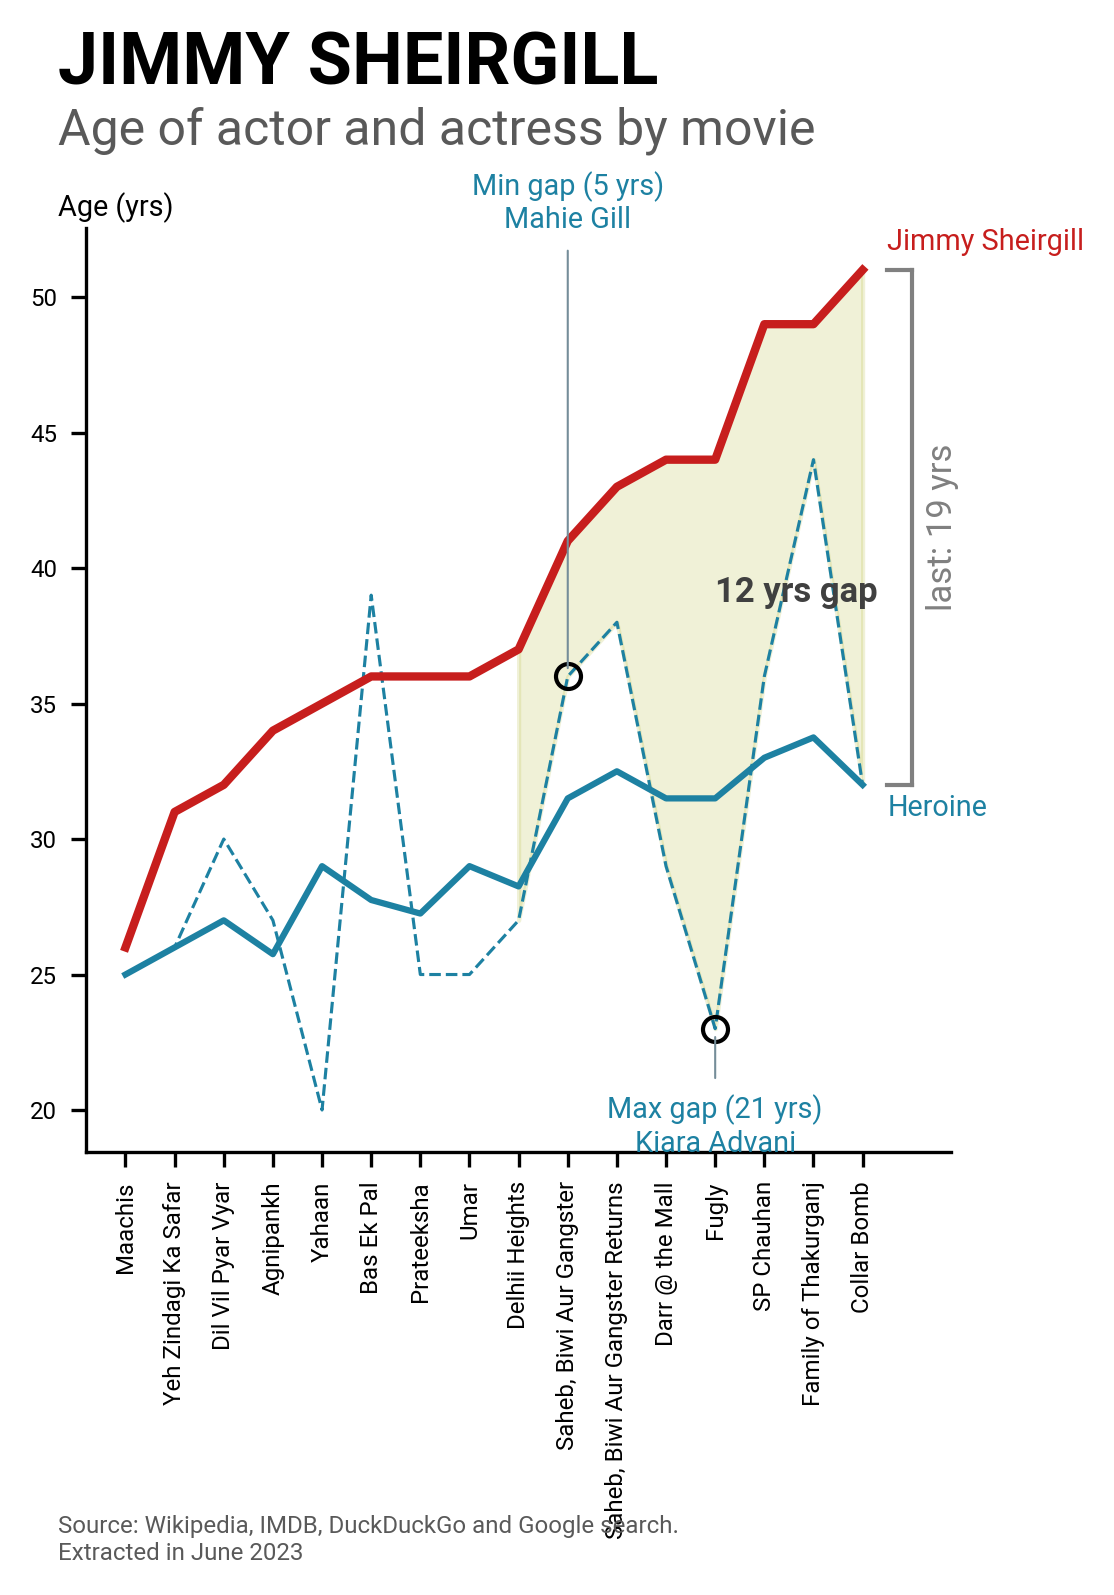 JIMMY SHEIRGILL
Age of actor and actress by movie
Min gap (5 yrs)
Mahie Gill
Age (yrs)
Jimmy Sheirgill
50
45
40
35
30
25
20
12 yrs gap
last: 19 yrs
Heroine
Max gap (21 yrs)
Kiara Advani
Maachis
Yeh Zindagi Ka Safar
Dil Vil Pyar Vyar
Agnipankh
Yahaan
Bas Ek Pal
Prateeksha
Umar
Delhii Heights
Saheb, Biwi Aur Gangster
Saheb, Biwi Aur Gangster Returns
Darr @ the Mall
Fugly
SP Chauhan
Family of Thakurganj
Collar Bomb
Source: Wikipedia, IMDB, DuckDuckGo and Google search.
Extracted in June 2023